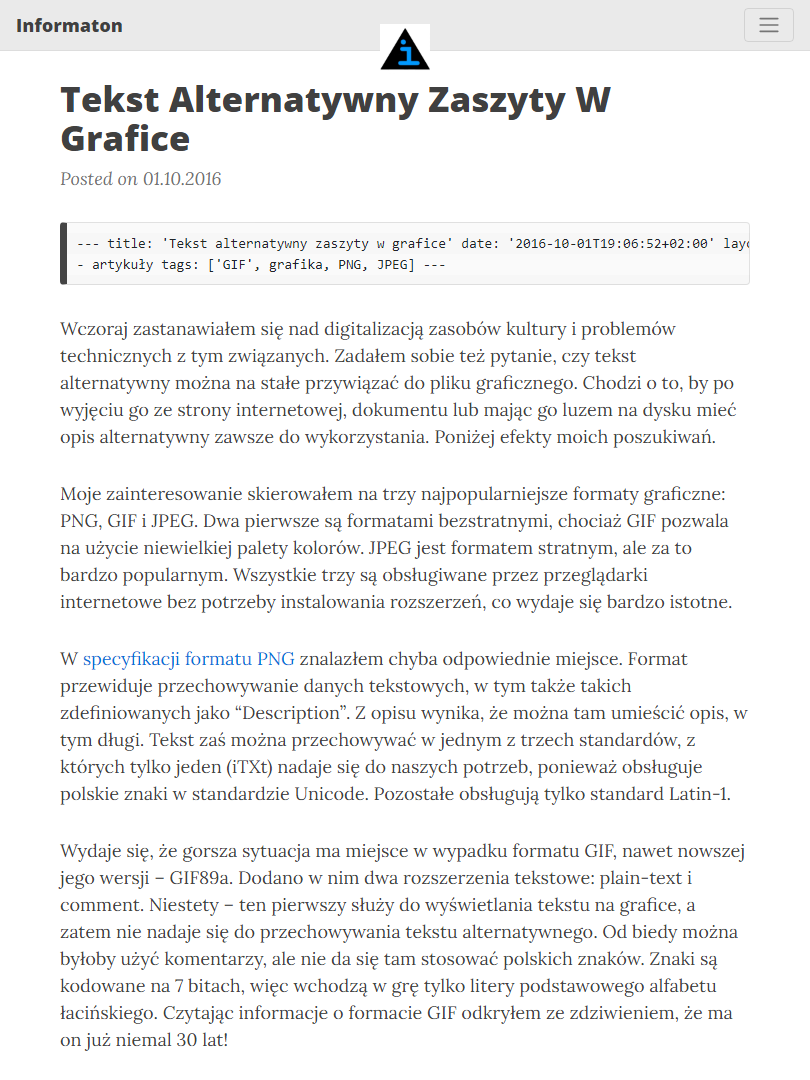 Informaton
i
Tekst Alternatywny Zaszyty W
Grafice
Posted on 01.10.2016
--- title: 'Tekst alternatywny zaszyty w grafice' date: '2016-10-01T19:06:52+02:00' layo
- artykuły tags: ['GIF', grafika, PNG, JPEG] ---
Wczoraj zastanawiałem się nad digitalizacją zasobów kultury i problemów
technicznych z tym związanych. Zadałem sobie też pytanie, czy tekst
alternatywny można na stałe przywiązać do pliku graficznego. Chodzi o to, by po
wyjęciu go ze strony internetowej, dokumentu lub mając go luzem na dysku mieć
opis alternatywny zawsze do wykorzystania. Poniżej efekty moich poszukiwań.
Moje zainteresowanie skierowałem na trzy najpopularniejsze formaty graficzne:
PNG, GIF i JPEG. Dwa pierwsze są formatami bezstratnymi, chociaż GIF pozwala
na użycie niewielkiej palety kolorów. JPEG jest formatem stratnym, ale za to
bardzo popularnym. Wszystkie trzy są obsługiwane przez przeglądarki
internetowe bez potrzeby instalowania rozszerzeń, co wydaje się bardzo istotne.
W specyfikacji formatu PNG znalazłem chyba odpowiednie miejsce. Format
przewiduje przechowywanie danych tekstowych, w tym także takich
zdefiniowanych jako “Description”. Z opisu wynika, że można tam umieścić opis, w
tym długi. Tekst zaś można przechowywać w jednym z trzech standardów, z
których tylko jeden (iTXt) nadaje się do naszych potrzeb, ponieważ obsługuje
polskie znaki w standardzie Unicode. Pozostałe obsługują tylko standard Latin-1.
Wydaje się, że gorsza sytuacja ma miejsce w wypadku formatu GIF, nawet nowszej
jego wersji – GIF89a. Dodano w nim dwa rozszerzenia tekstowe: plain-text i
comment. Niestety – ten pierwszy służy do wyświetlania tekstu na grafice, a
zatem nie nadaje się do przechowywania tekstu alternatywnego. Od biedy można
byłoby użyć komentarzy, ale nie da się tam stosować polskich znaków. Znaki są
kodowane na 7 bitach, więc wchodzą w grę tylko litery podstawowego alfabetu
łacińskiego. Czytając informacje o formacie GIF odkryłem ze zdziwieniem, że ma
on już niemal 30 lat!